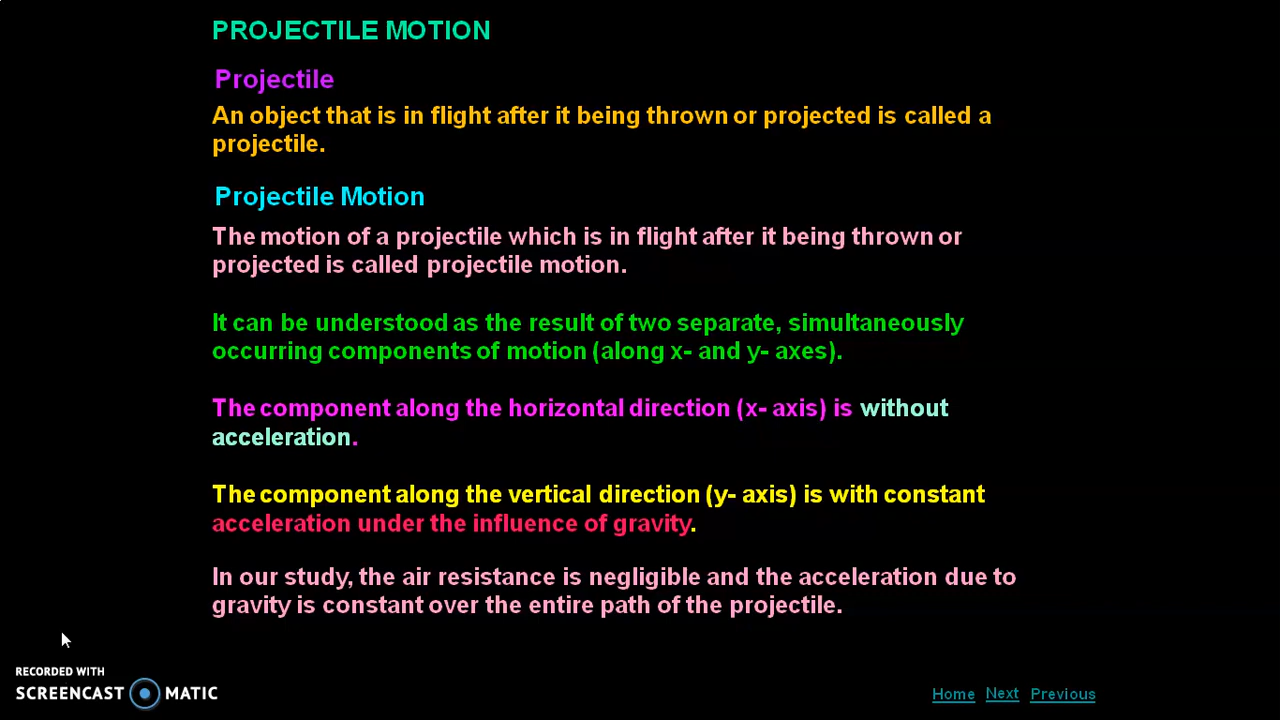 PROJECTILE MOTION
Projectile
An object that is in flight after it being thrown or projected is called a
projectile.
Projectile Motion
The motion of a projectile which is in flight after it being thrown or
projected is called projectile motion.
It can be understood as the result of two separate, simultaneously
occurring components of motion (along x- and y- axes).
The component along the horizontal direction (x- axis) is without
acceleration.
The component along the vertical direction (y- axis) is with constant
acceleration under the influence of gravity.
In our study, the air resistance is negligible and the acceleration due to
gravity is constant over the entire path of the projectile.
RECORDED WITH
SCREENCAST MATIC
Home Next Previous